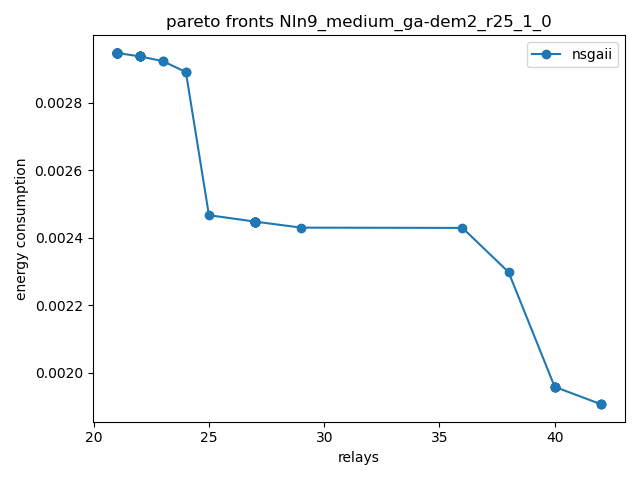 pareto fronts NIn9_medium_ga-dem2_r25_1_0
nsgaii
0.0028
0.0026
0.0024
0.0022
0.0020
energy consumption
20
25
30
35
40
relays